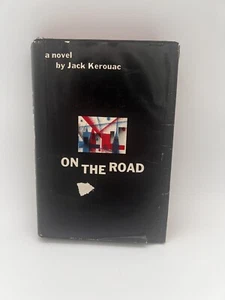 a novel
by Jack Kerouac
ON THE ROAD